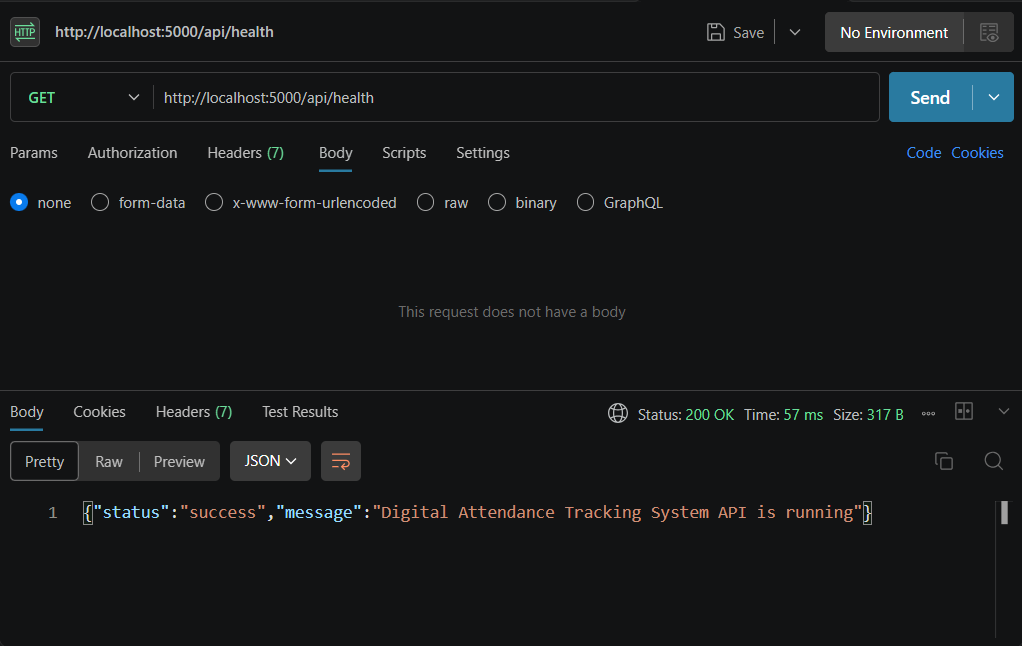 HTTP http://localhost:5000/api/health Save No Environment
GET http://localhost:5000/api/health Send
Params Authorization Headers (7) Body Scripts Settings Code Cookies
none form-data x-www-form-urlencoded raw binary GraphQL
This request does not have a body
Body Cookies Headers (7) Test Results Status: 200 OK Time: 57 ms Size: 317 B
Pretty Raw Preview JSON
1 {"status":"success","message":"Digital Attendance Tracking System API is running"}